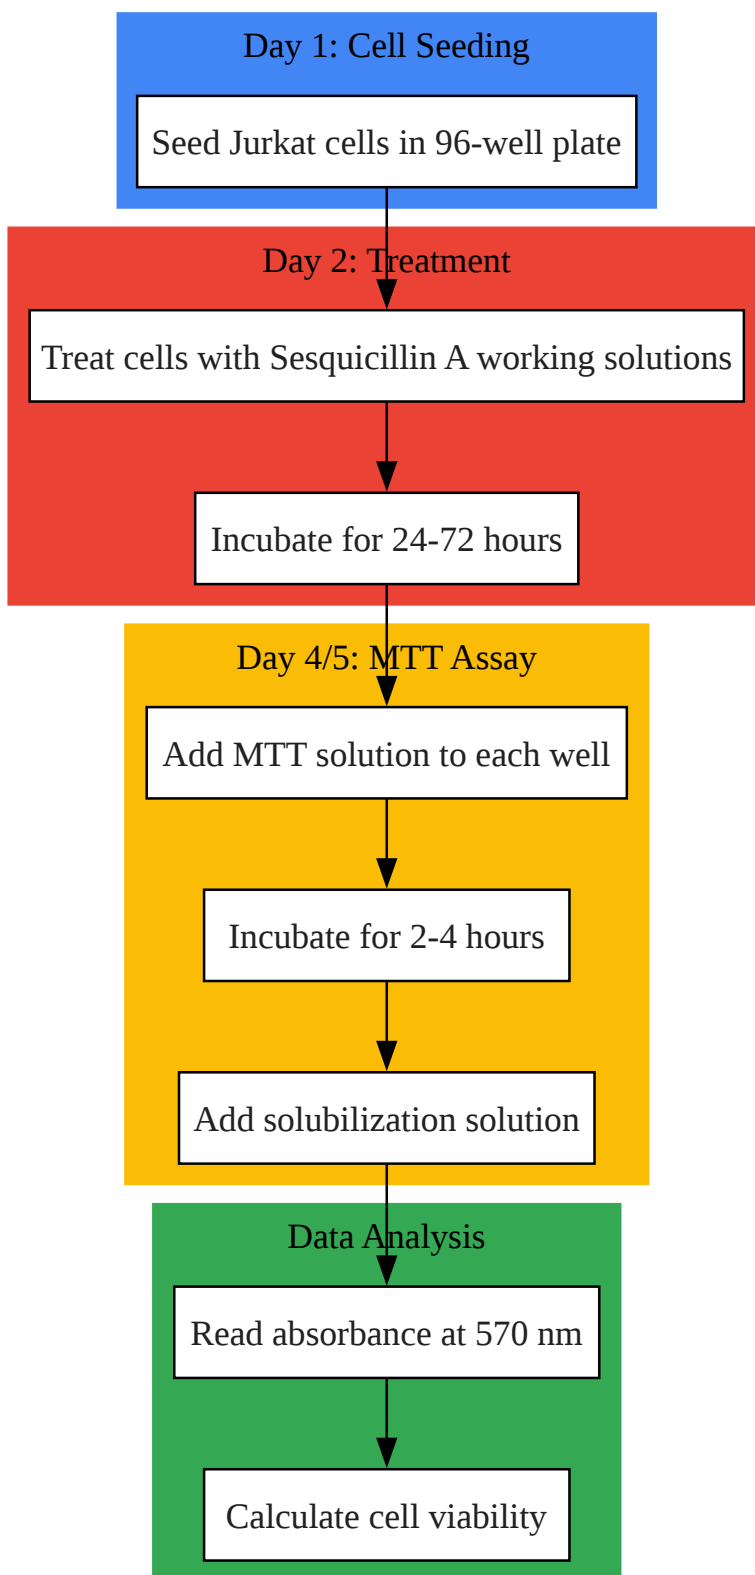 Day 1: Cell Seeding
Seed Jurkat cells in 96-well plate
Day 2: Treatment
Treat cells with Sesquicillin A working solutions
Incubate for 24-72 hours
Day 4/5: MTT Assay
Add MTT solution to each well
Incubate for 2-4 hours
Add solubilization solution
Data Analysis
Read absorbance at 570 nm
Calculate cell viability